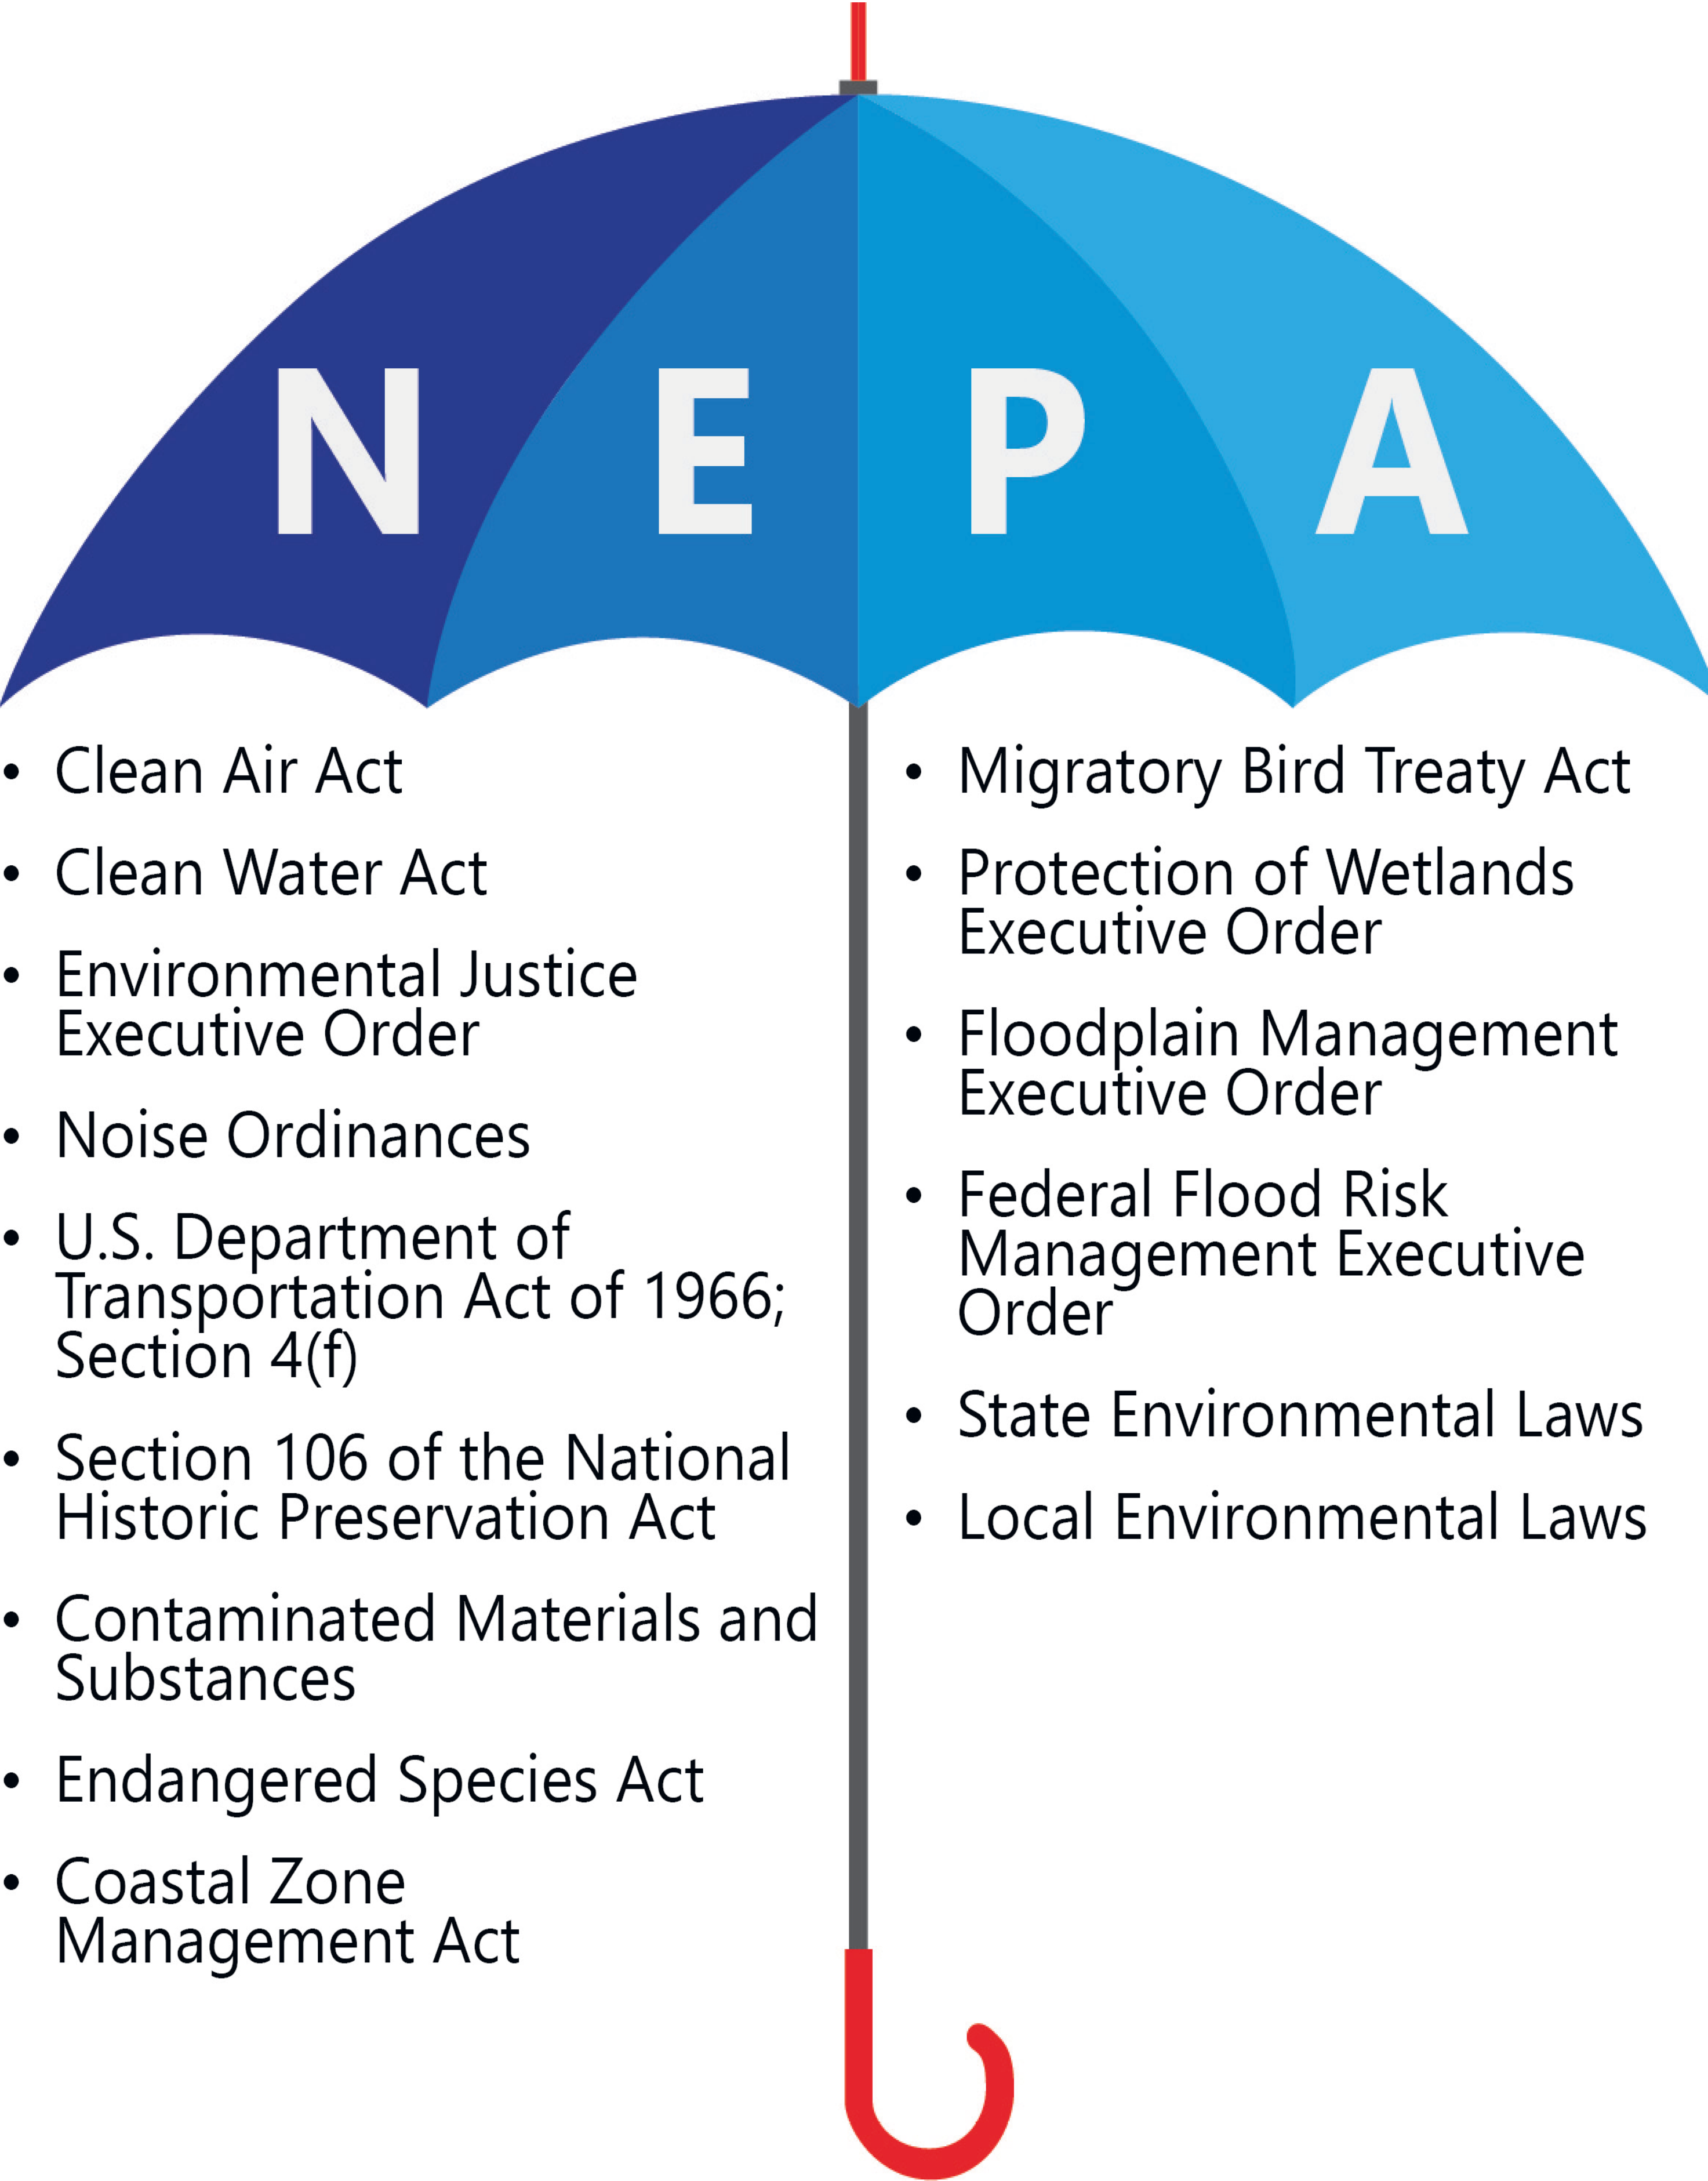 N E P A
• Clean Air Act
• Clean Water Act
• Environmental Justice
Executive Order
• Noise Ordinances
• U.S. Department of
Transportation Act of 1966;
Section 4(f)
• Section 106 of the National
Historic Preservation Act
• Contaminated Materials and
Substances
• Endangered Species Act
• Coastal Zone
Management Act
• Migratory Bird Treaty Act
• Protection of Wetlands
Executive Order
• Floodplain Management
Executive Order
• Federal Flood Risk
Management Executive
Order
• State Environmental Laws
• Local Environmental Laws